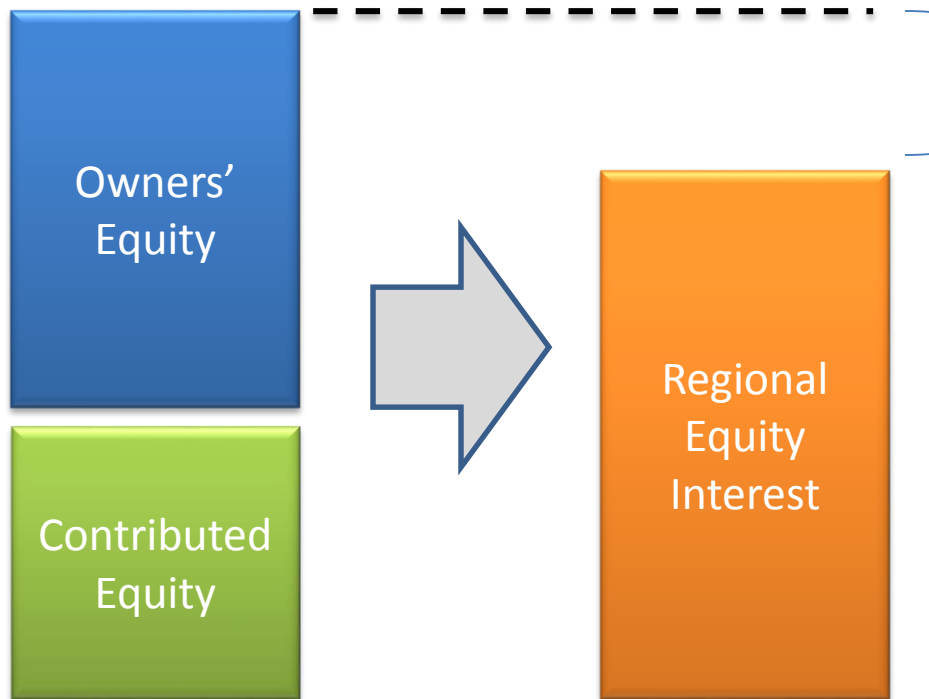 Owners’
Equity
Contributed
Equity
Regional
Equity
Interest